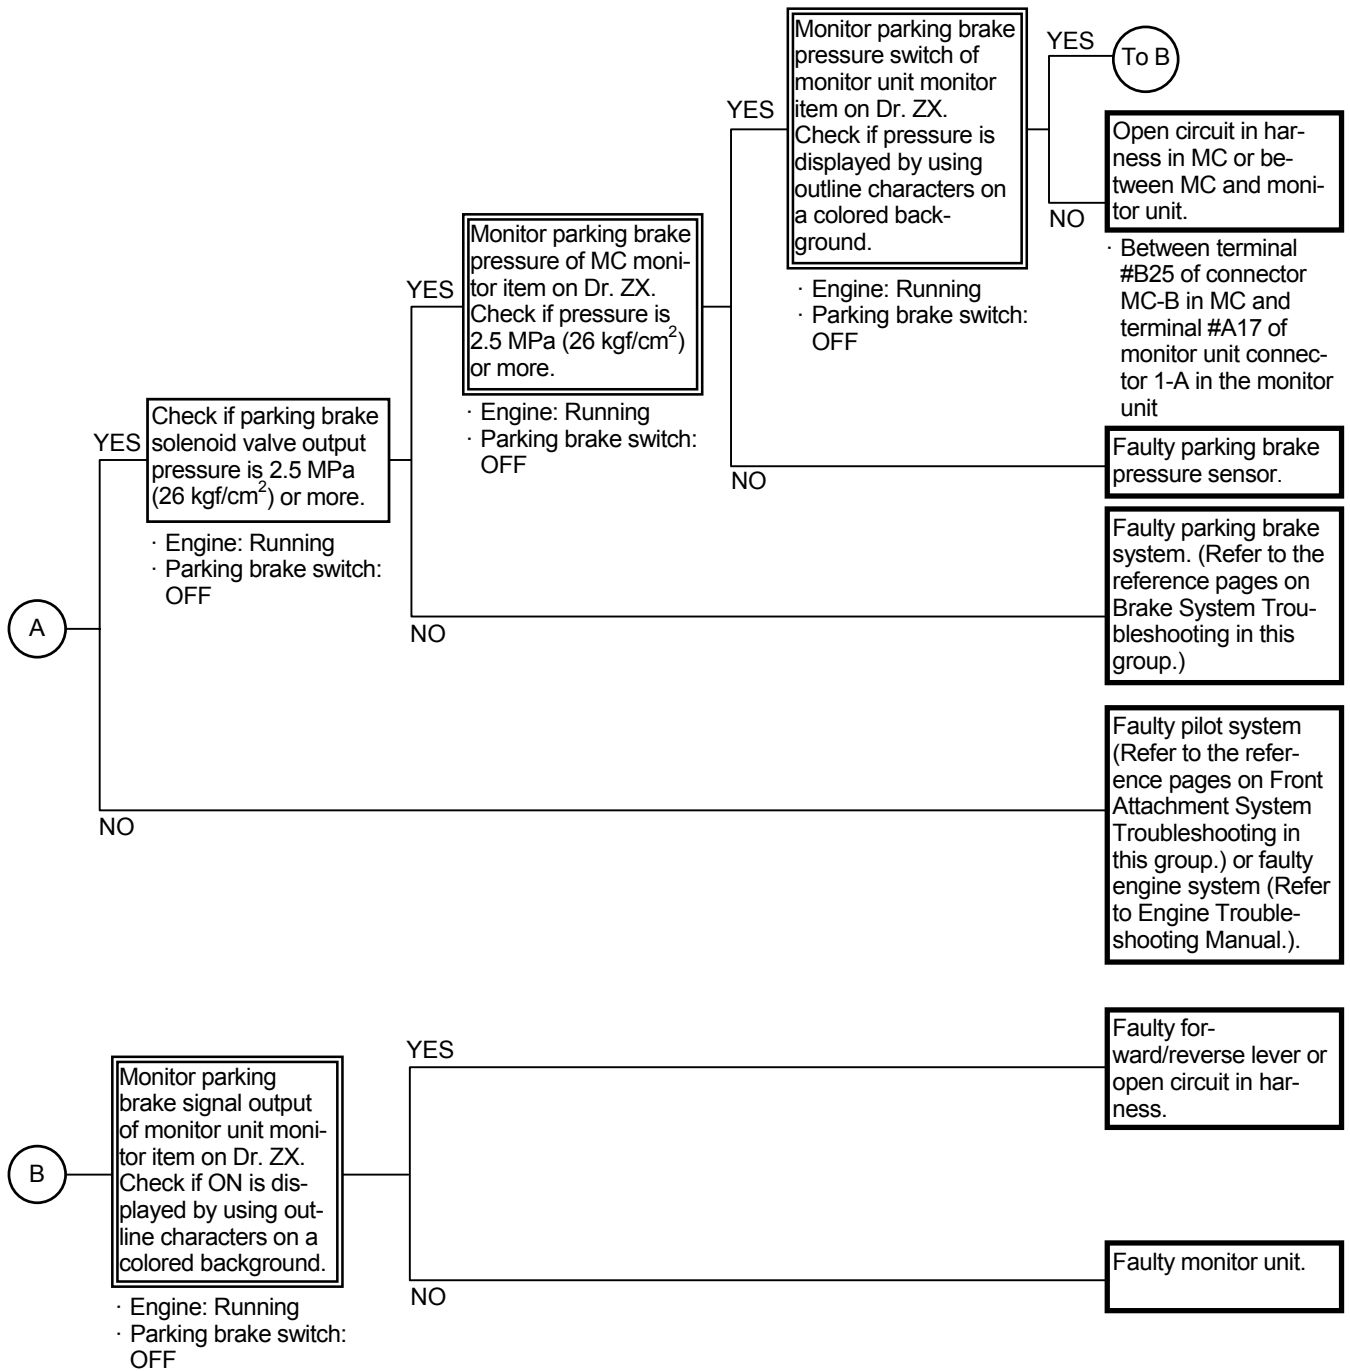 A
YES
Check if parking brake
solenoid valve output
pressure is 2.5 MPa
(26 kgf/cm²) or more.
· Engine: Running
· Parking brake switch:
OFF
YES
Monitor parking brake
pressure of MC moni-
tor item on Dr. ZX.
Check if pressure is
2.5 MPa (26 kgf/cm²)
or more.
· Engine: Running
· Parking brake switch:
OFF
YES
Monitor parking brake
pressure switch of
monitor unit monitor
item on Dr. ZX.
Check if pressure is
displayed by using
outline characters on
a colored back-
ground.
· Engine: Running
· Parking brake switch:
OFF
YES
To B
NO
Open circuit in har-
ness in MC or be-
tween MC and moni-
tor unit.
· Between terminal
#B25 of connector
MC-B in MC and
terminal #A17 of
monitor unit connec-
tor 1-A in the monitor
unit
NO
Faulty parking brake
pressure sensor.
NO
Faulty parking brake
system. (Refer to the
reference pages on
Brake System Trou-
bleshooting in this
group.)
NO
Faulty pilot system
(Refer to the refer-
ence pages on Front
Attachment System
Troubleshooting in
this group.) or faulty
engine system (Refer
to Engine Trouble-
shooting Manual.).
B
Monitor parking
brake signal output
of monitor unit moni-
tor item on Dr. ZX.
Check if ON is dis-
played by using out-
line characters on a
colored background.
· Engine: Running
· Parking brake switch:
OFF
YES
Faulty for-
ward/reverse lever or
open circuit in har-
ness.
NO
Faulty monitor unit.